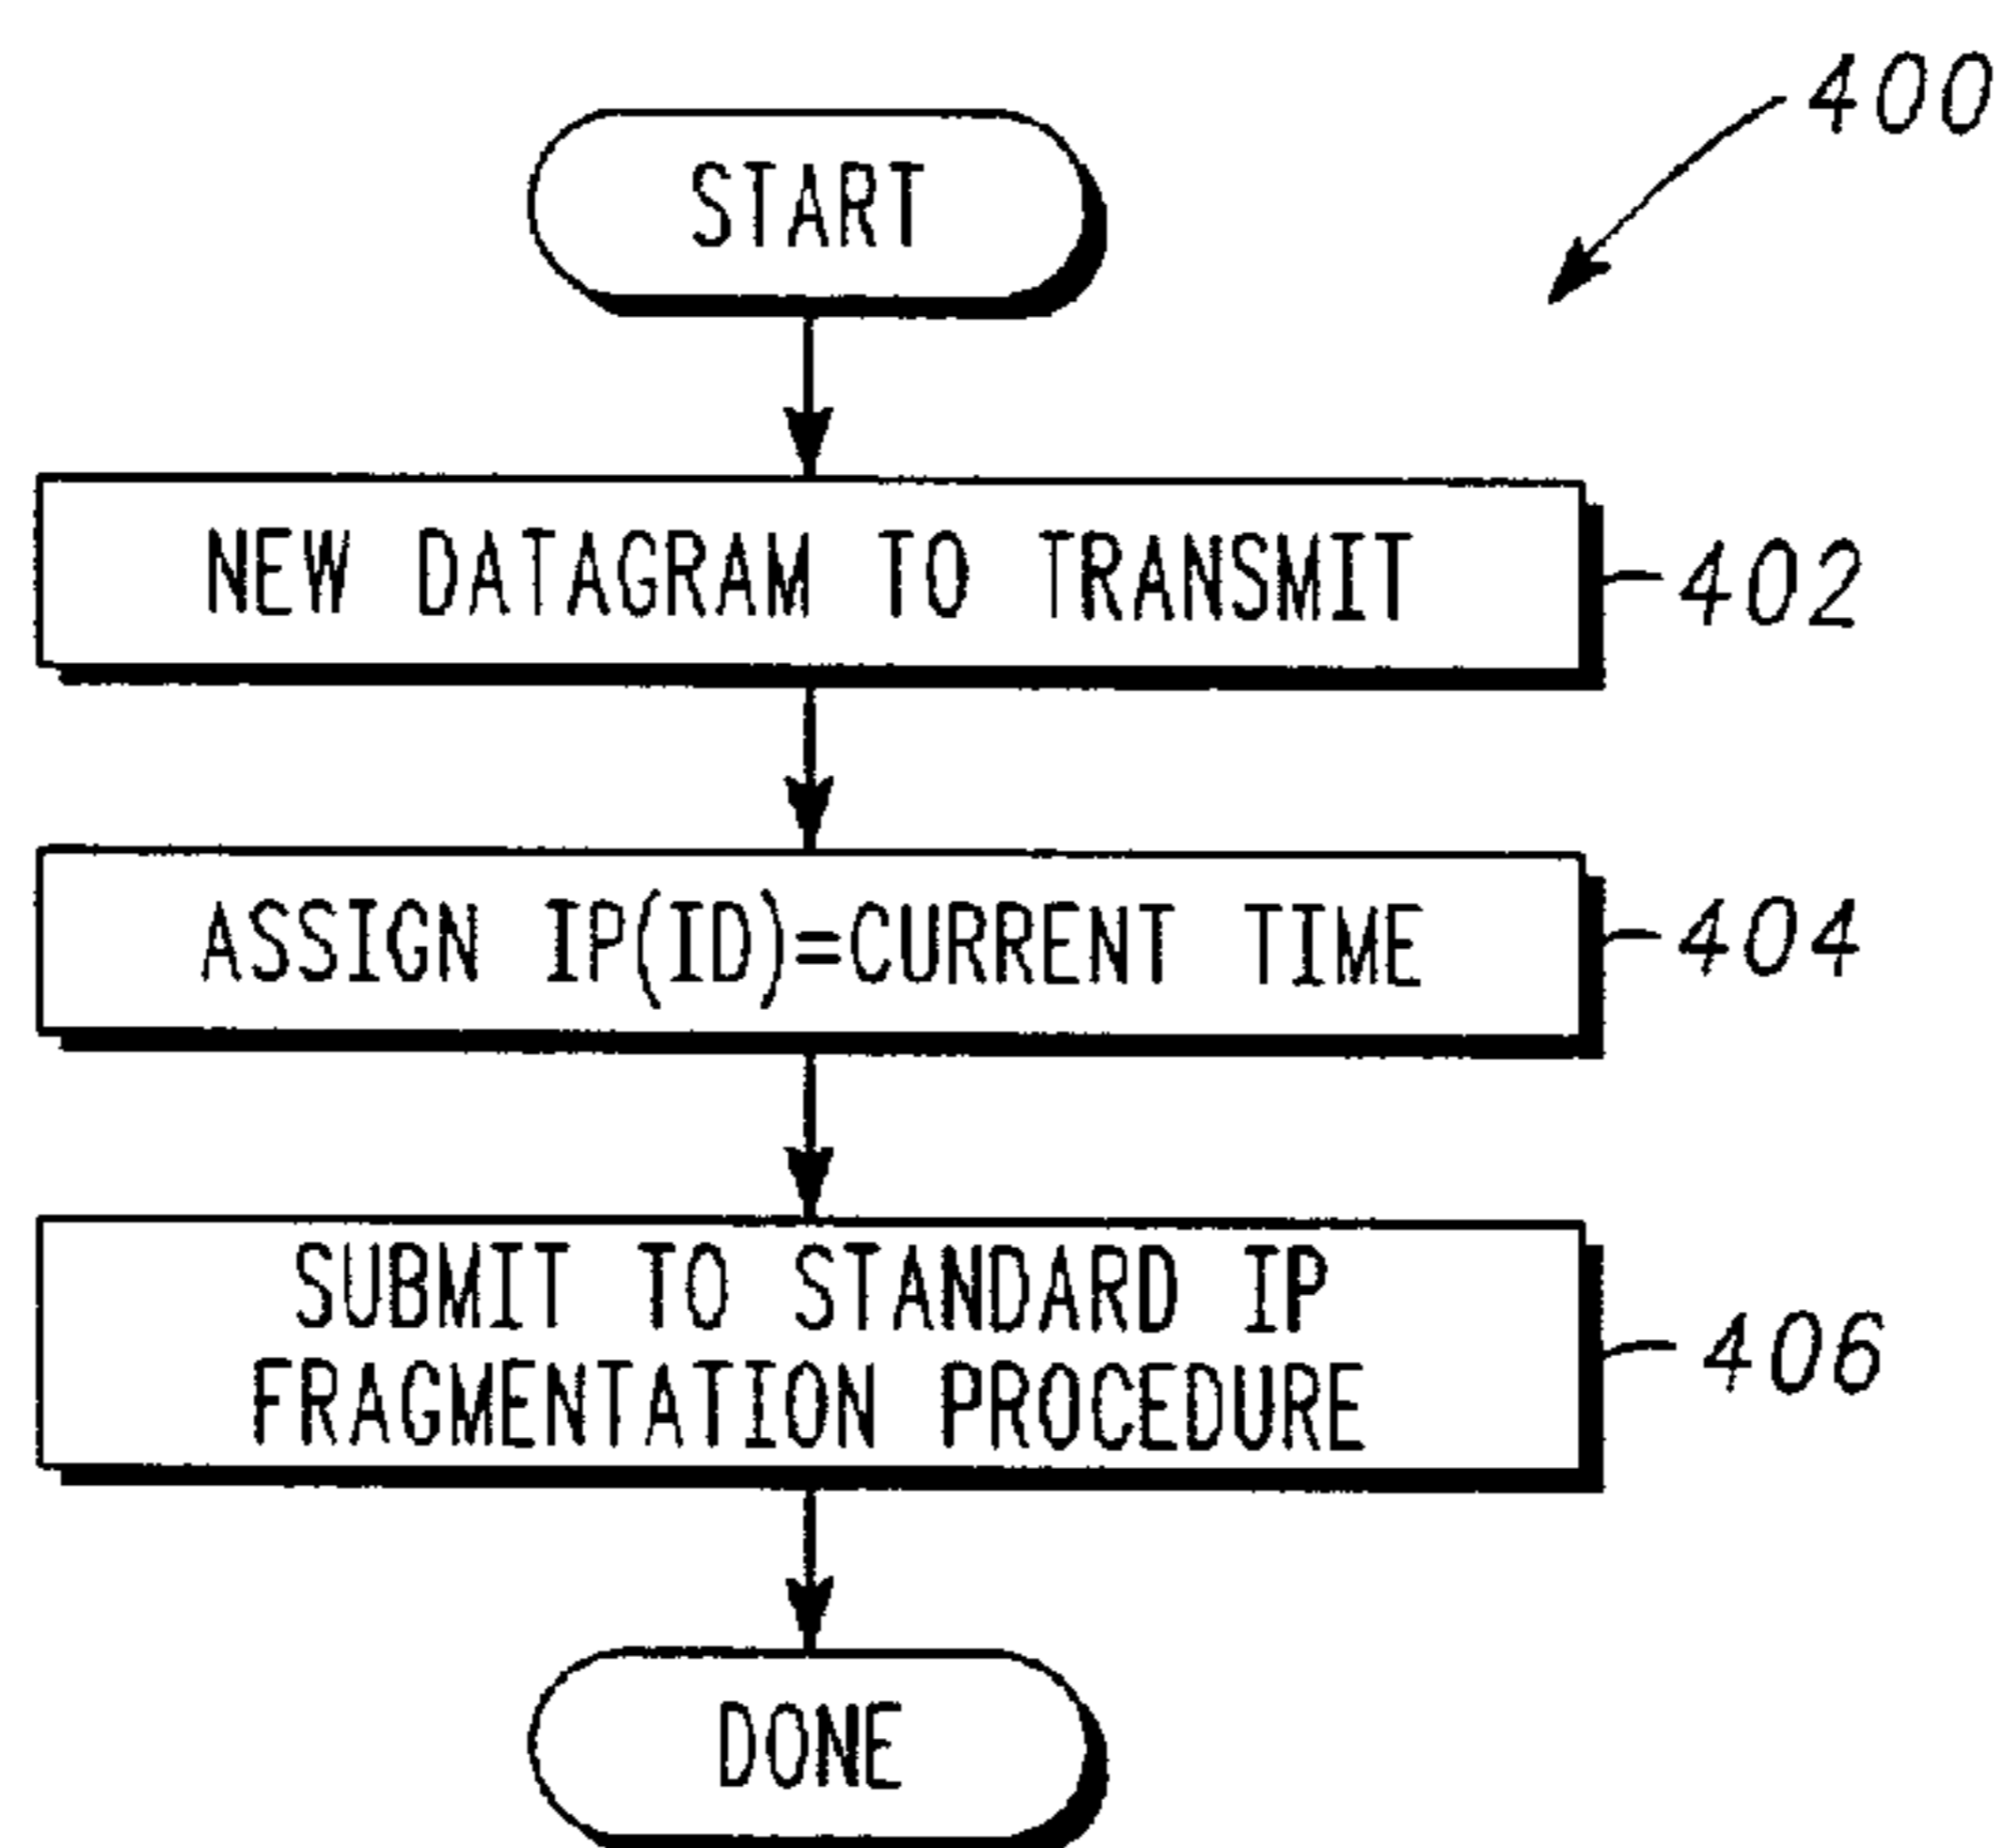 400
START
NEW DATAGRAM TO TRANSMIT
402
ASSIGN IP(ID)=CURRENT TIME
404
SUBMIT TO STANDARD IP
FRAGMENTATION PROCEDURE
406
DONE